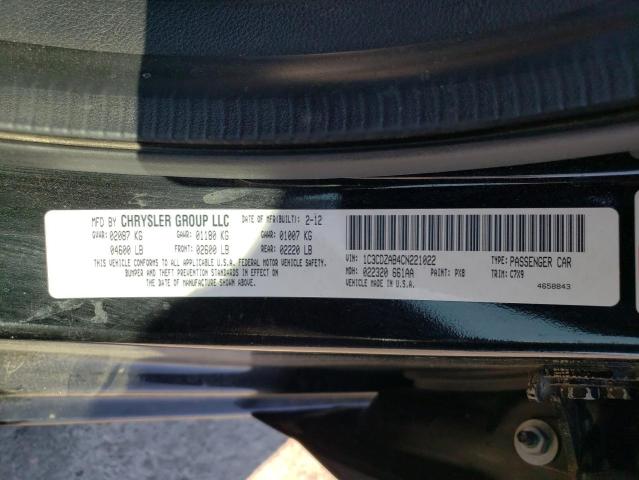 MFD BY CHRYSLER GROUP LLC DATE OF MFR(BUILT): 2-12
GVWR: 02087 KG GAWR: 01180 KG GAWR: 01007 KG
04600 LB FRONT: 02600 LB REAR: 02220 LB
THIS VEHICLE CONFORMS TO ALL APPLICABLE U.S.A. FEDERAL MOTOR VEHICLE SAFETY,
BUMPER AND THEFT PREVENTION STANDARDS IN EFFECT ON
THE DATE OF MANUFACTURE SHOWN ABOVE.
VIN: 1C3CDZAB4CN221022 TYPE: PASSENGER CAR
MDH: 022320 661AA PAINT: PX8 TRIM: C7X9
VEHICLE MADE IN U.S.A. 4658843